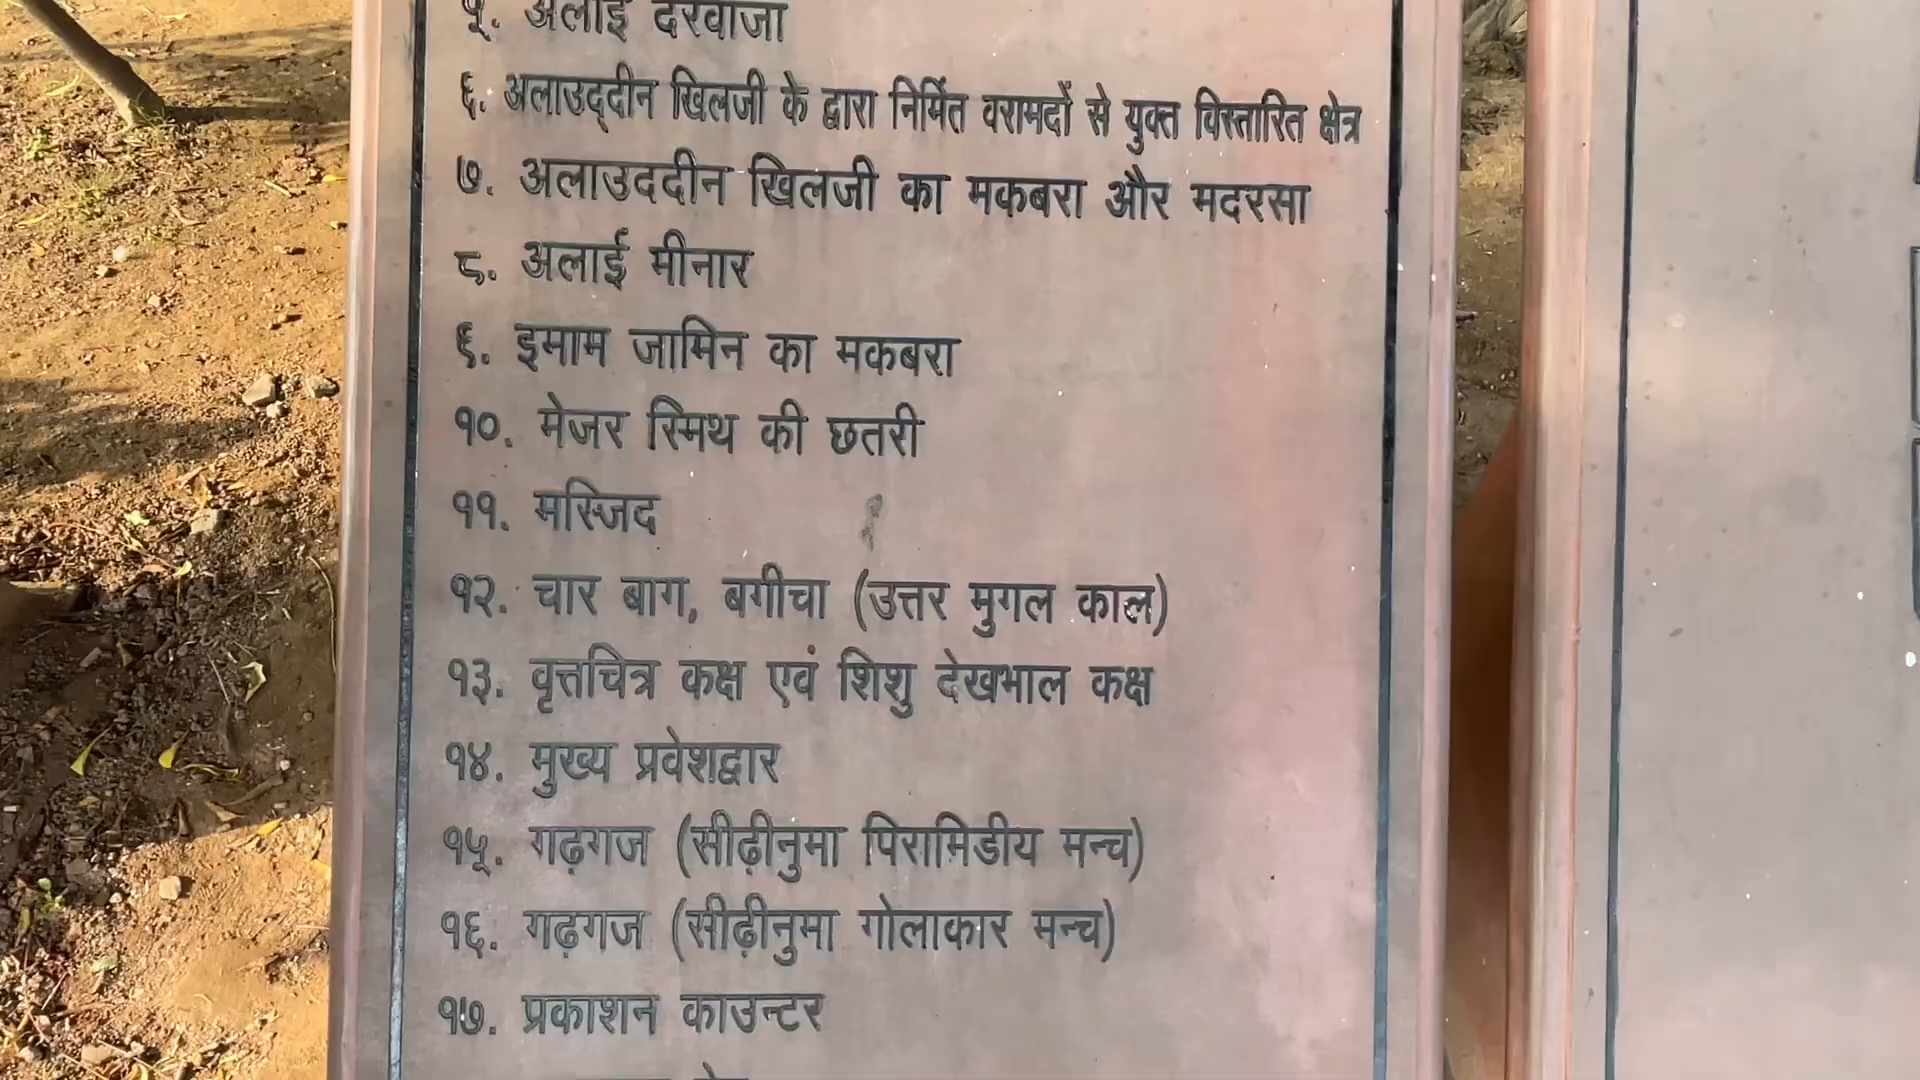 ५. अलाई दरवाजा
६. अलाउद्दीन खिलजी के द्वारा निर्मित वरामदों से युक्त विस्तारित क्षेत्र
७. अलाउददीन खिलजी का मकबरा और मदरसा
८. अलाई मीनार
९. इमाम जामिन का मकबरा
१०. मेजर स्मिथ की छतरी
११. मस्जिद
१२. चार बाग, बगीचा (उत्तर मुगल काल)
१३. वृत्तचित्र कक्ष एवं शिशु देखभाल कक्ष
१४. मुख्य प्रवेशद्वार
१५. गढ़गज (सीढ़ीनुमा पिरामिडीय मन्च)
१६. गढ़गज (सीढ़ीनुमा गोलाकार मन्च)
१७. प्रकाशन काउन्टर